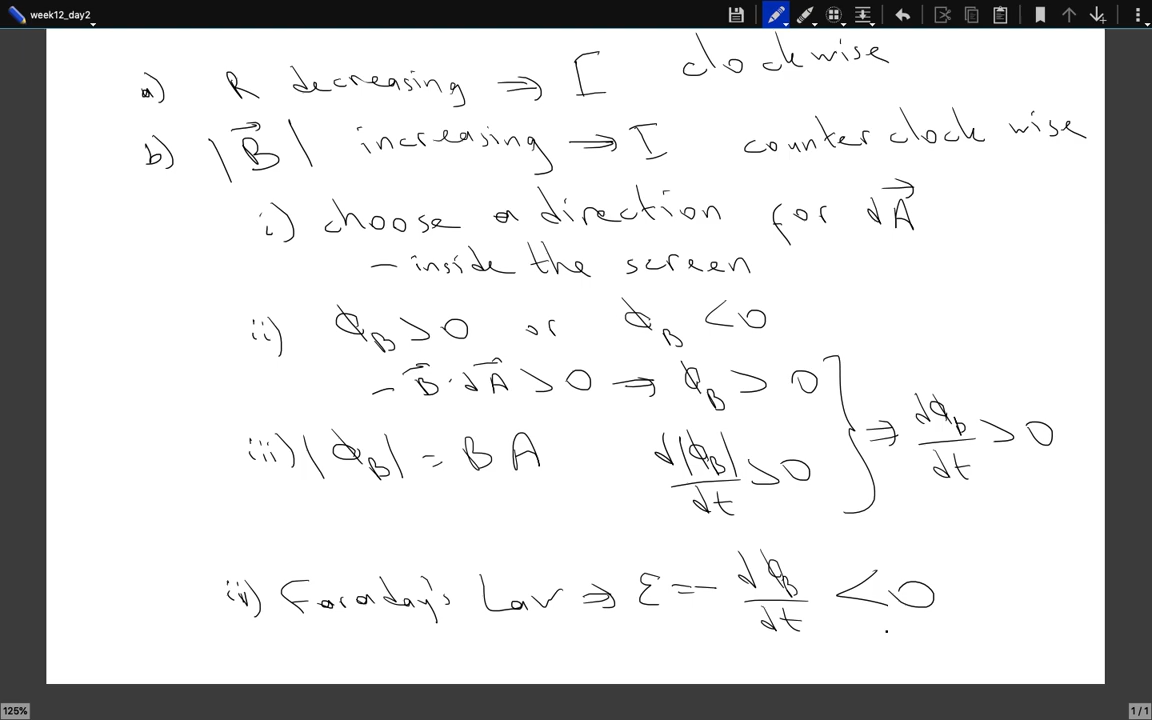 week12_day2
a) R decreasing ⇒ I clockwise
b) |B⃗| increasing → I counter clock wise
i) choose a direction for dA⃗
- inside the screen
ii) Φ_B > 0 or Φ_B < 0
- B⃗ · dA⃗ > 0 → Φ_B > 0
iii) |Φ_B| = B A d|Φ_B|/dt > 0 } ⇒ dΦ_B/dt > 0
iv) Faraday's Law ⇒ ℰ = - dΦ_B/dt < 0
125%
1 / 1